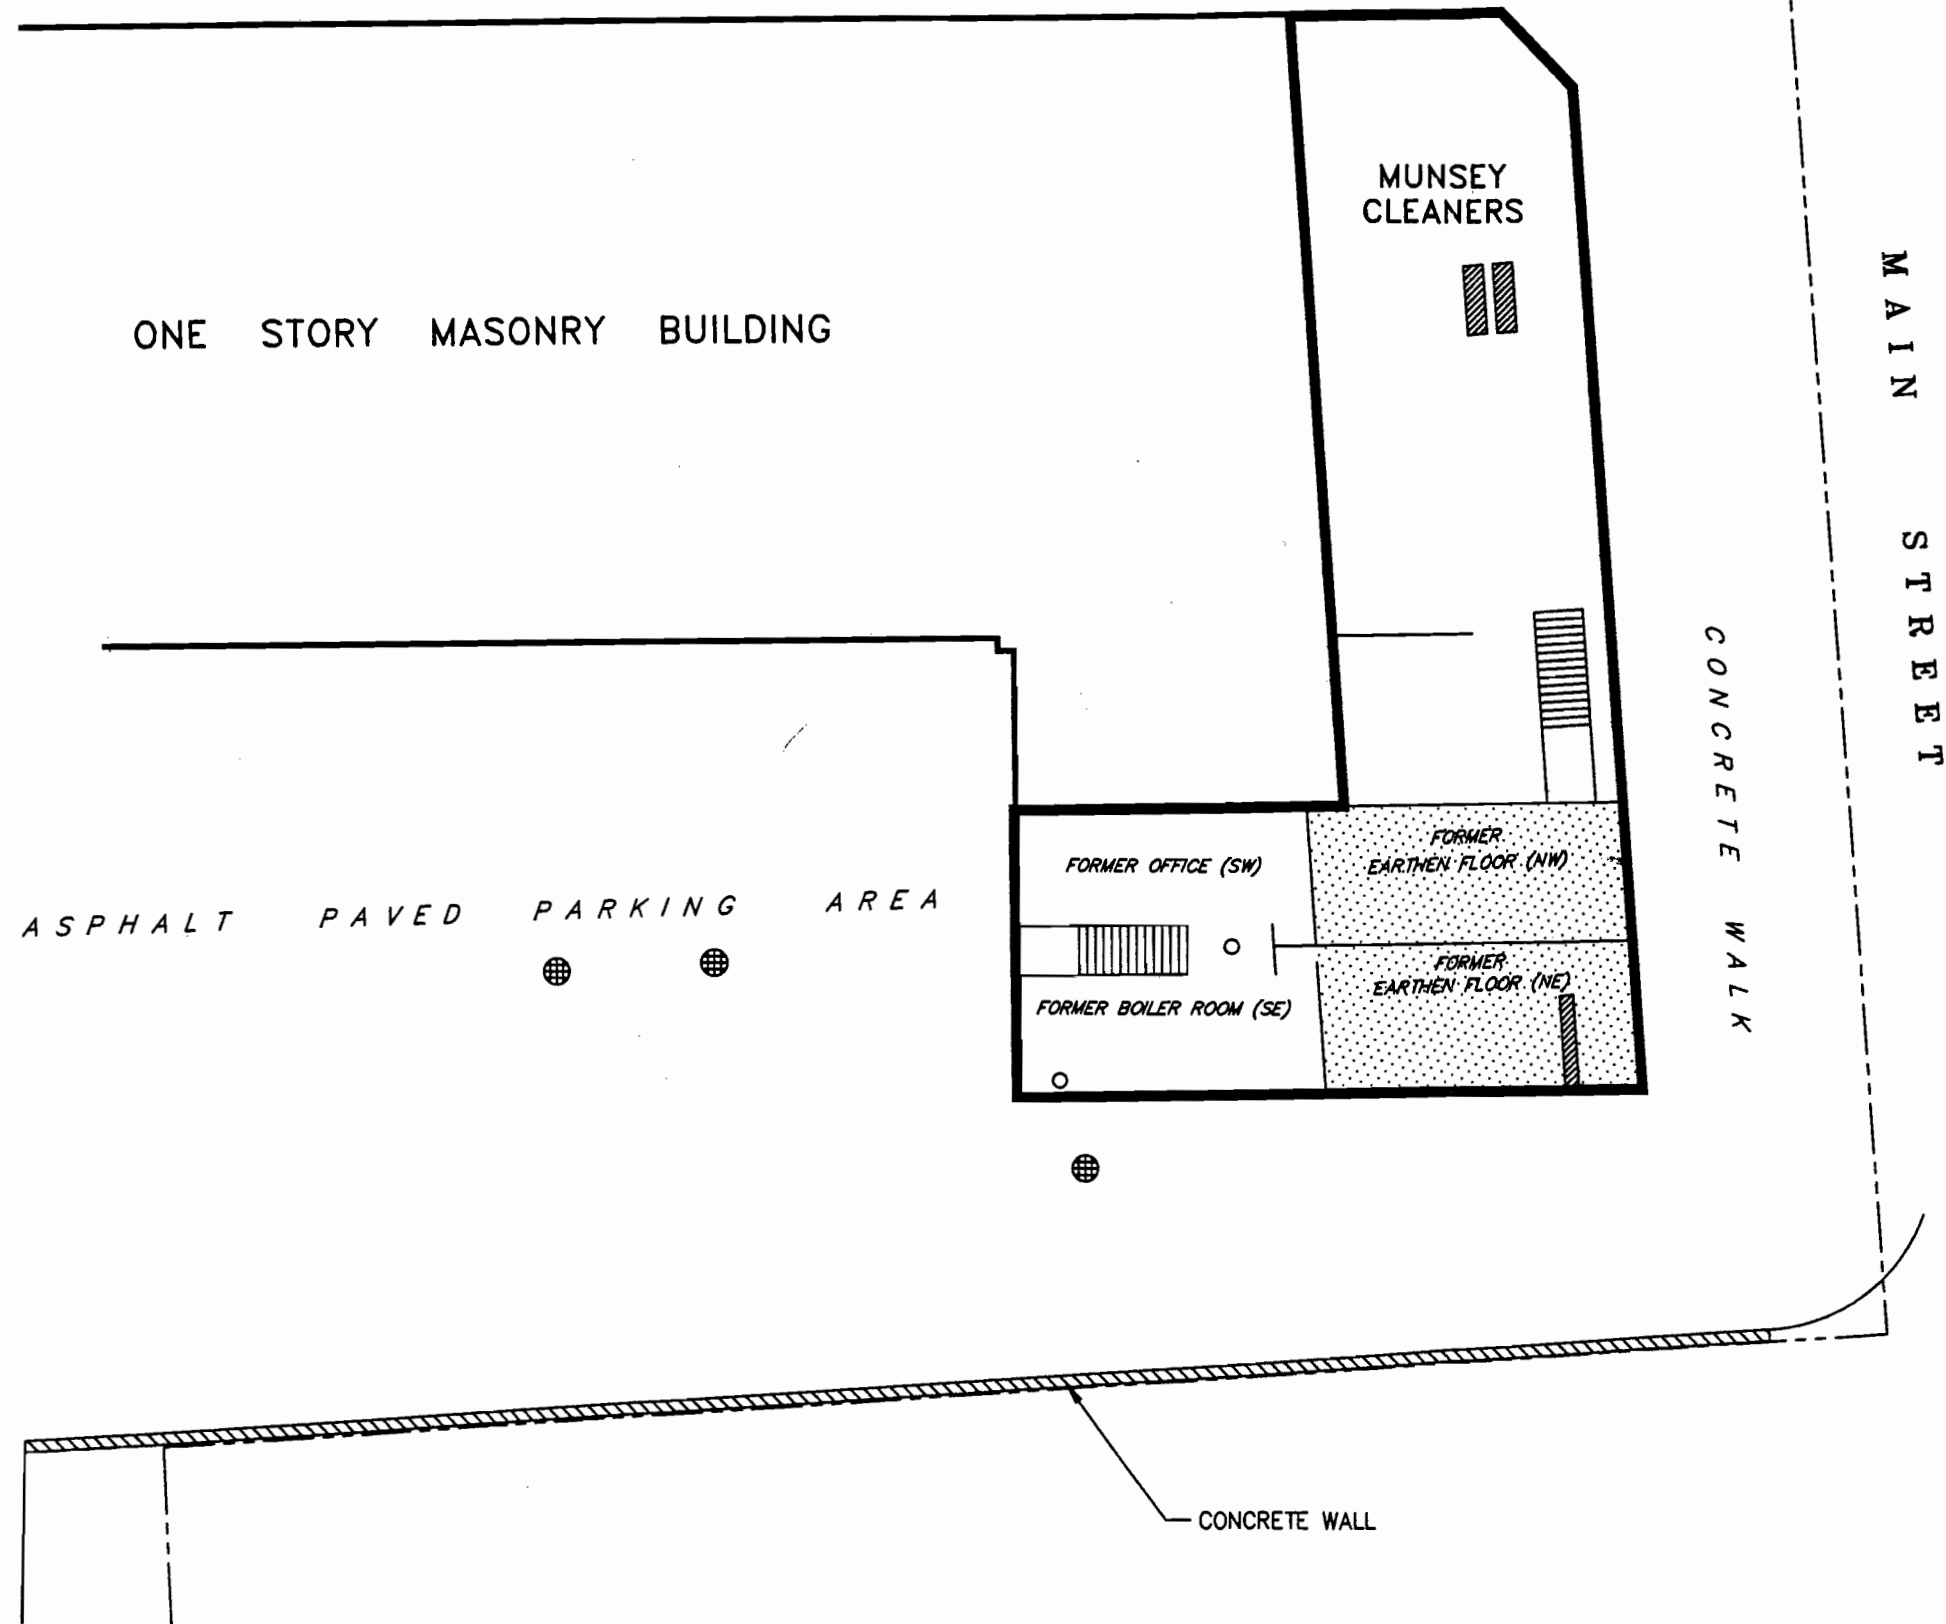 MUNSEY
CLEANERS
ONE STORY MASONRY BUILDING
MAIN STREET
CONCRETE WALK
FORMER
EARTHEN FLOOR (NW)
FORMER OFFICE (SW)
ASPHALT PAVED PARKING AREA
FORMER
EARTHEN FLOOR (NE)
FORMER BOILER ROOM (SE)
CONCRETE WALL